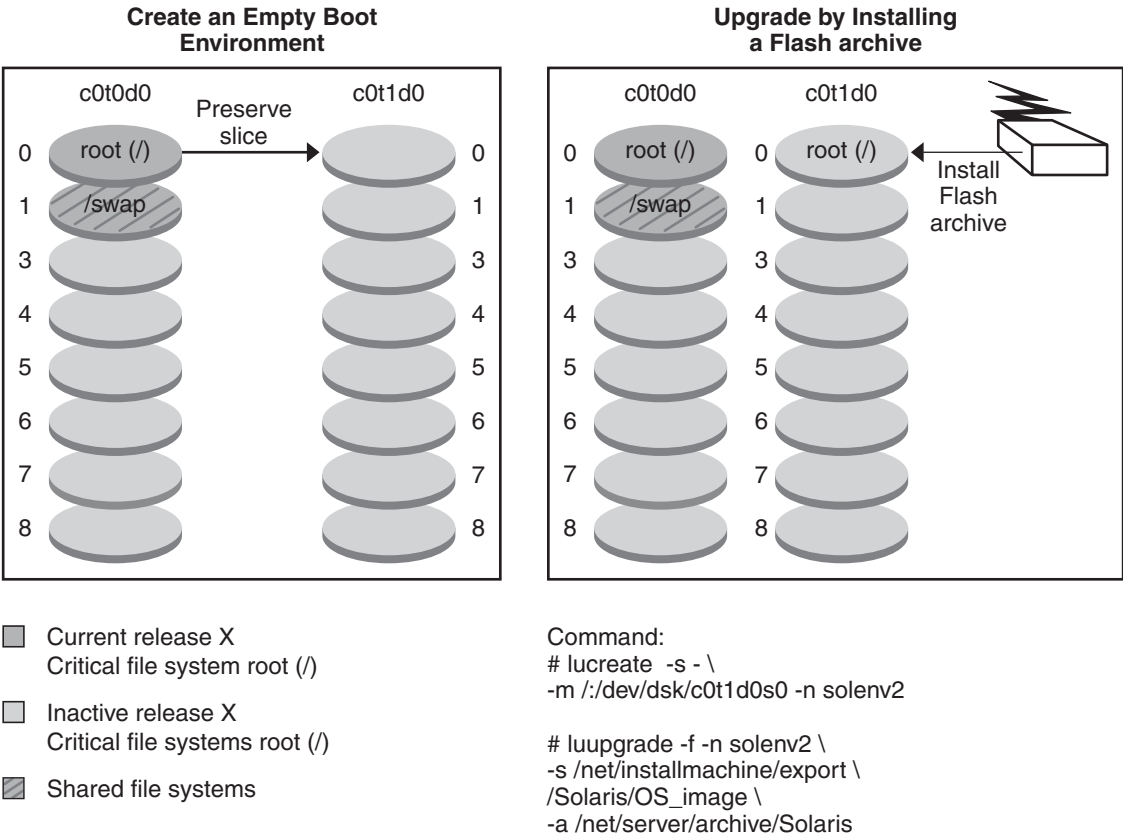 Create an Empty Boot
Environment
c0t0d0
c0t1d0
Preserve
slice
0
root (/)
0
1
/swap
1
3
3
4
4
5
5
6
6
7
7
8
8
Upgrade by Installing
a Flash archive
c0t0d0
c0t1d0
0
root (/)
0
root (/)
Install
Flash
archive
1
/swap
1
3
3
4
4
5
5
6
6
7
7
8
8
Current release X
Critical file system root (/)
Inactive release X
Critical file systems root (/)
Shared file systems
Command:
# lucreate -s - \
-m /:/dev/dsk/c0t1d0s0 -n solenv2
# luupgrade -f -n solenv2 \
-s /net/installmachine/export \
/Solaris/OS_image \
-a /net/server/archive/Solaris